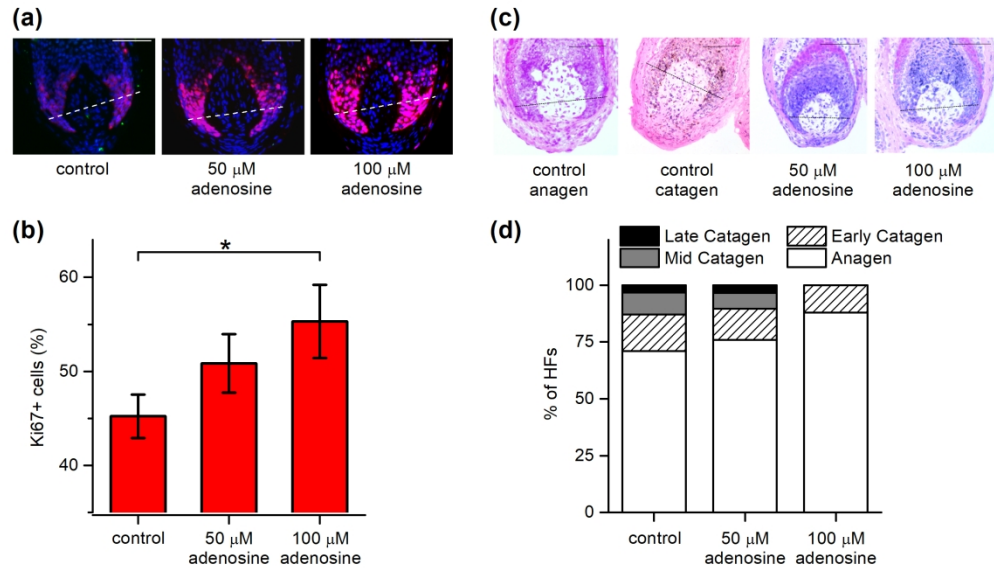 (a)
control
50 μM
adenosine
100 μM
adenosine
(b)
*
Ki67+ cells (%)
60
50
40
control
50 μM
adenosine
100 μM
adenosine
(c)
control
anagen
control
catagen
50 μM
adenosine
100 μM
adenosine
(d)
Late Catagen
Early Catagen
Mid Catagen
Anagen
% of HFs
100
75
50
25
0
control
50 μM
adenosine
100 μM
adenosine